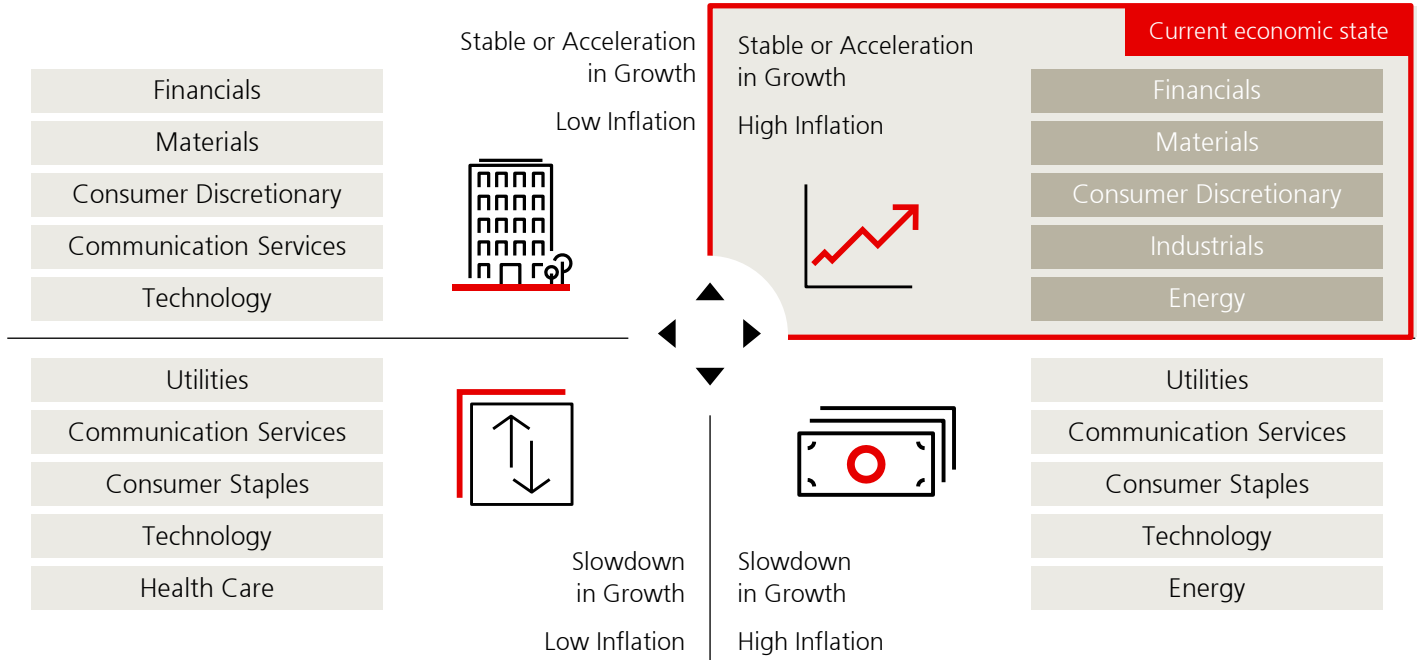 Stable or Acceleration
in Growth
Low Inflation
Financials
Materials
Consumer Discretionary
Communication Services
Technology
Current economic state
Stable or Acceleration
in Growth
High Inflation
Financials
Materials
Consumer Discretionary
Industrials
Energy
Utilities
Communication Services
Consumer Staples
Technology
Health Care
Slowdown
in Growth
Low Inflation
Slowdown
in Growth
High Inflation
Utilities
Communication Services
Consumer Staples
Technology
Energy